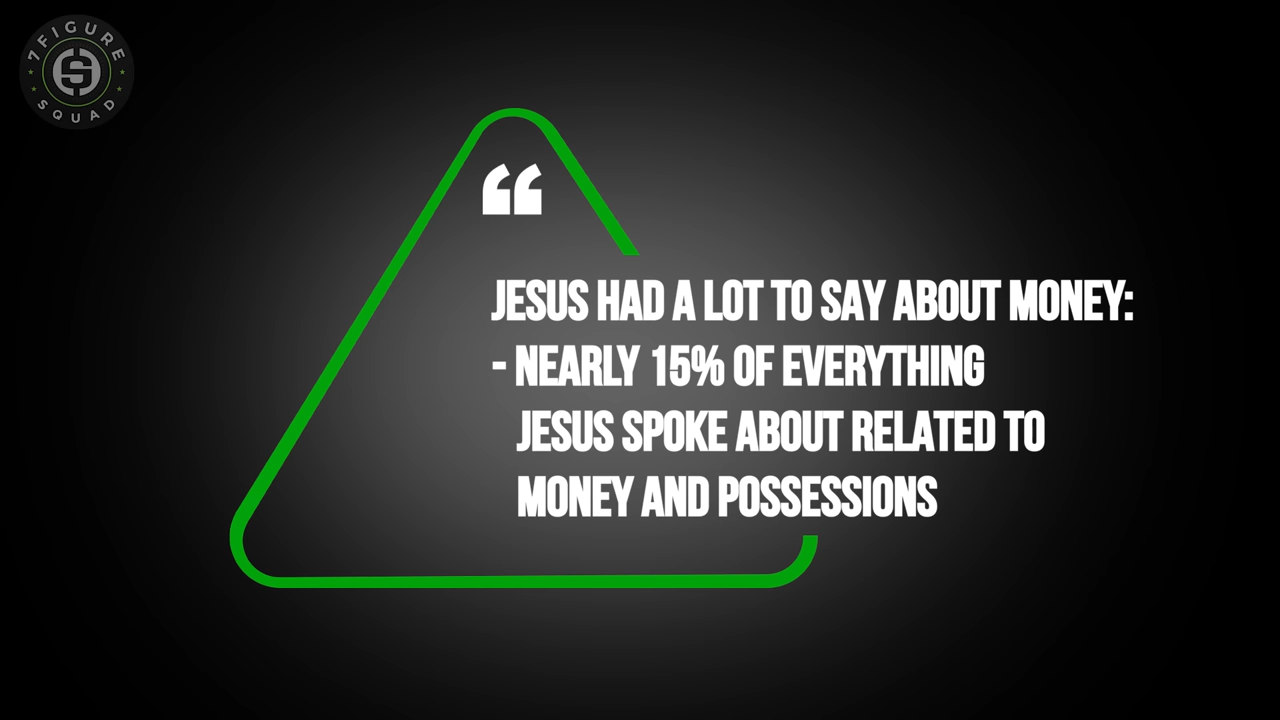 7FIGURE
SQUAD
“
JESUS HAD A LOT TO SAY ABOUT MONEY:
- NEARLY 15% OF EVERYTHING
JESUS SPOKE ABOUT RELATED TO
MONEY AND POSSESSIONS